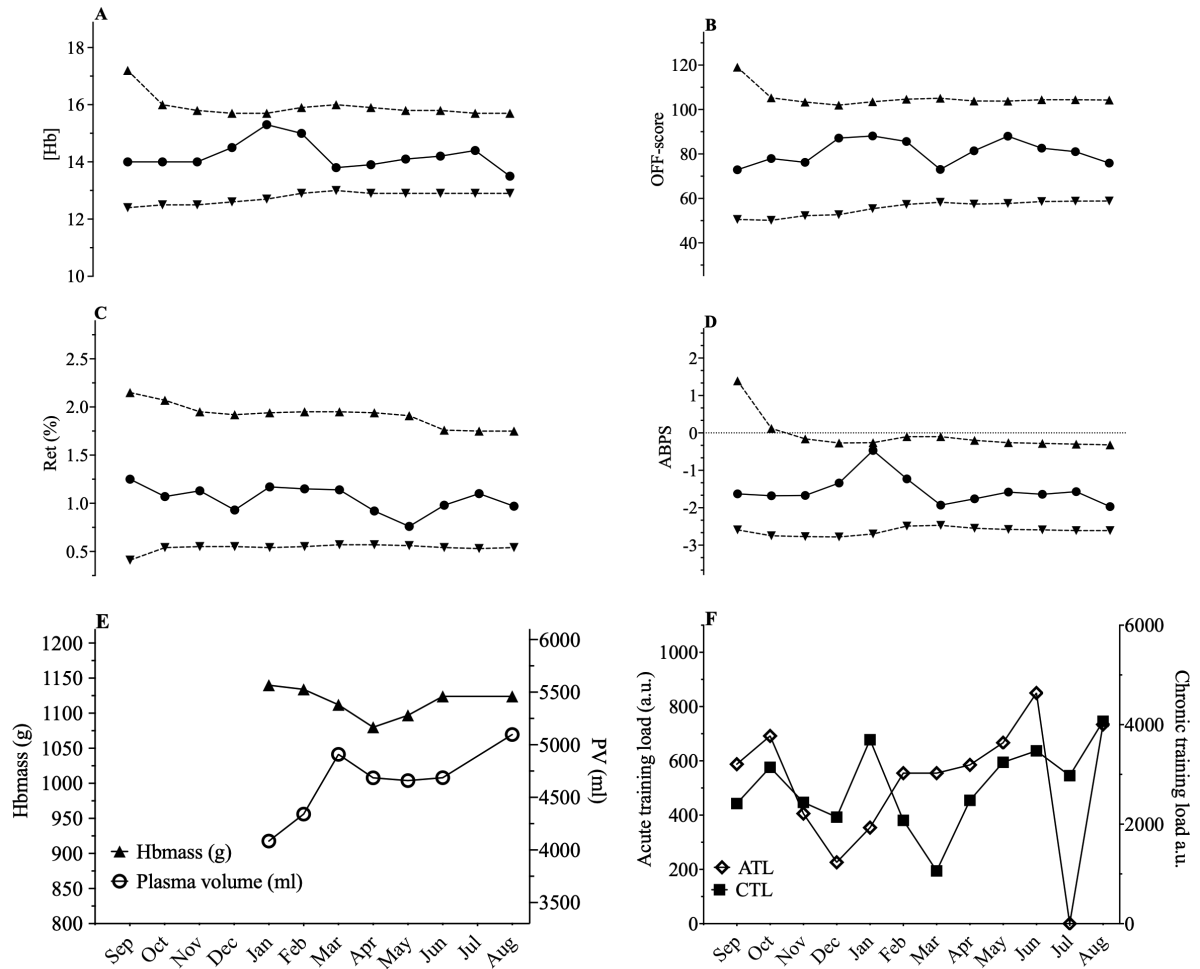 A
[Hb]
18
16
14
12
10
B
OFF-score
120
100
80
60
40
C
Ret (%)
2.5
2.0
1.5
1.0
0.5
D
ABPS
2
1
0
-1
-2
-3
E
Hbmass (g)
1200
1150
1100
1050
1000
950
900
850
800
Hbmass (g)
Plasma volume (ml)
6000
5500
5000
4500
4000
3500
PV (ml)
Sep Oct Nov Dec Jan Feb Mar Apr May Jun Jul Aug
F
Acute training load (a.u.)
1000
800
600
400
200
0
ATL
CTL
6000
4000
2000
0
Chronic training
load a.u.
Sep Oct Nov Dec Jan Feb Mar Apr May Jun Jul Aug